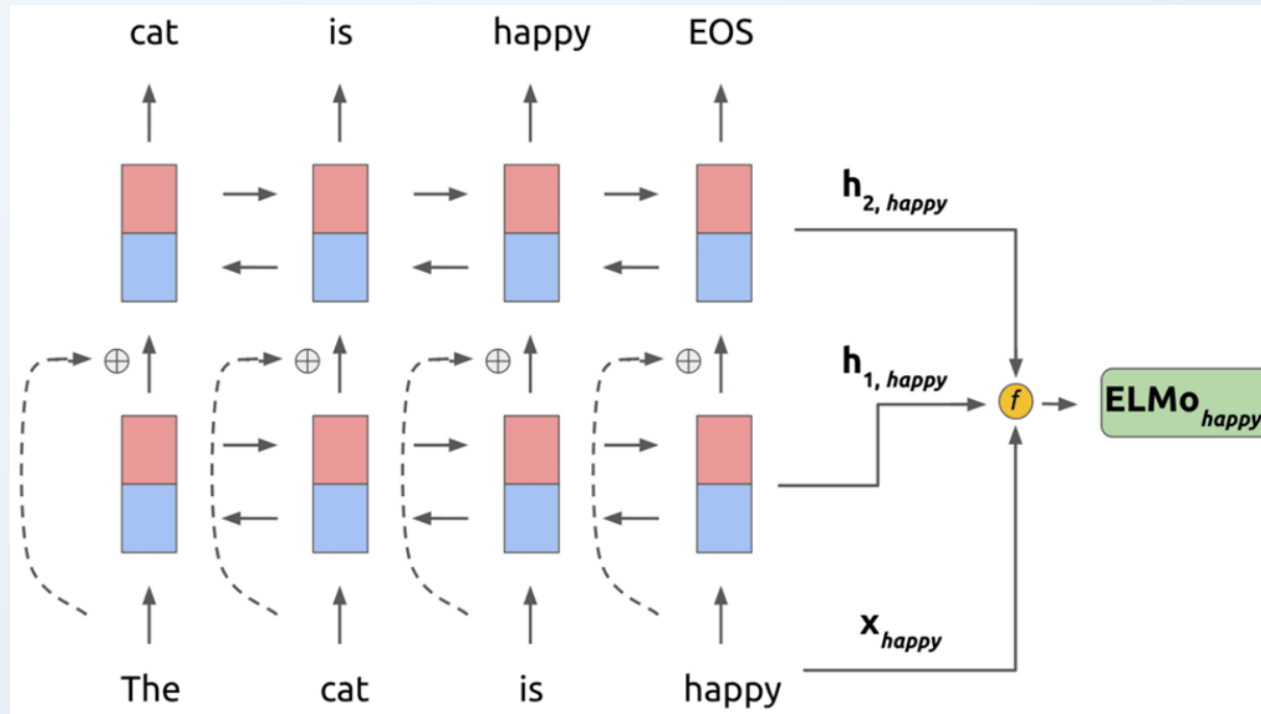 cat is happy EOS
h2, happy
h1, happy
f ELMohappy
xhappy
The cat is happy